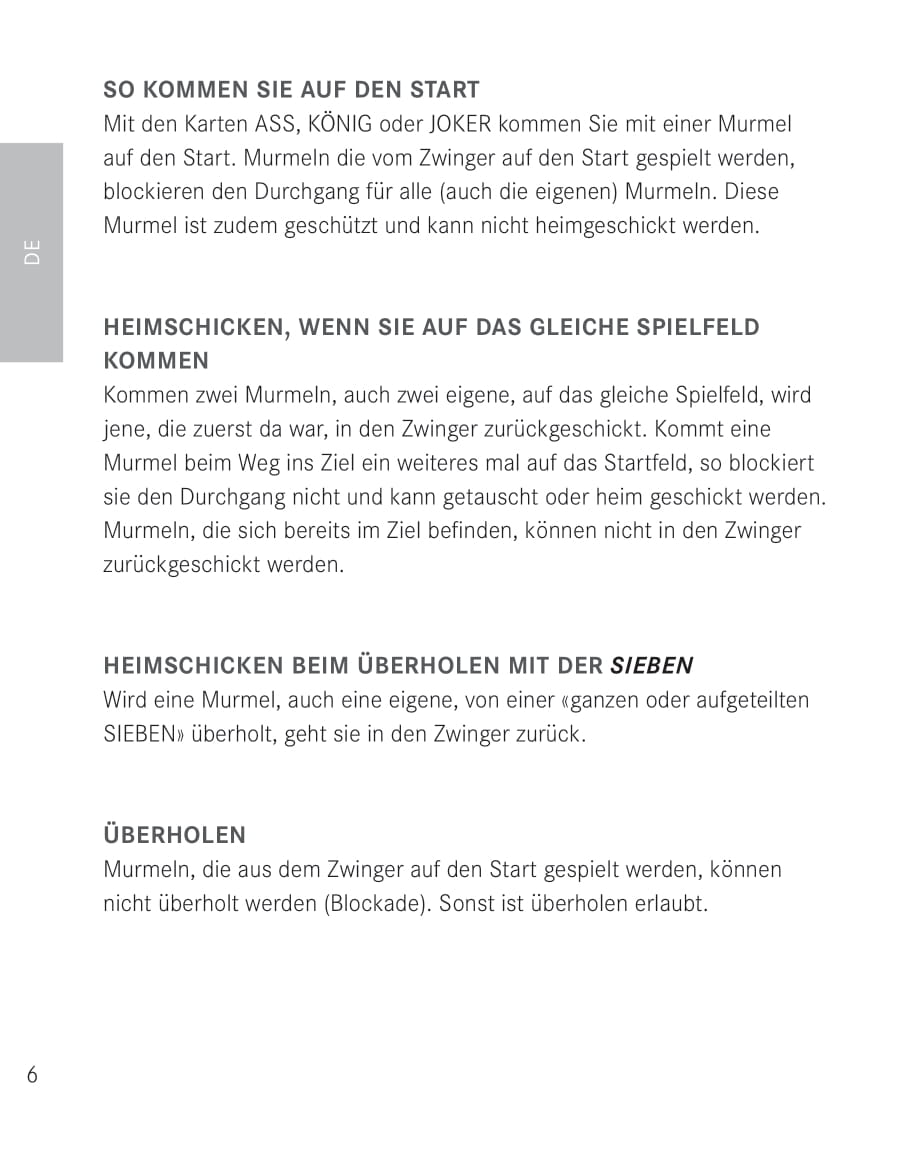 SO KOMMEN SIE AUF DEN START
Mit den Karten ASS, KÖNIG oder JOKER kommen Sie mit einer Murmel
auf den Start. Murmeln die vom Zwinger auf den Start gespielt werden,
blockieren den Durchgang für alle (auch die eigenen) Murmeln. Diese
Murmel ist zudem geschützt und kann nicht heimgeschickt werden.
DE
HEIMSCHICKEN, WENN SIE AUF DAS GLEICHE SPIELFELD
KOMMEN
Kommen zwei Murmeln, auch zwei eigene, auf das gleiche Spielfeld, wird
jene, die zuerst da war, in den Zwinger zurückgeschickt. Kommt eine
Murmel beim Weg ins Ziel ein weiteres mal auf das Startfeld, so blockiert
sie den Durchgang nicht und kann getauscht oder heim geschickt werden.
Murmeln, die sich bereits im Ziel befinden, können nicht in den Zwinger
zurückgeschickt werden.
HEIMSCHICKEN BEIM ÜBERHOLEN MIT DER SIEBEN
Wird eine Murmel, auch eine eigene, von einer «ganzen oder aufgeteilten
SIEBEN» überholt, geht sie in den Zwinger zurück.
ÜBERHOLEN
Murmeln, die aus dem Zwinger auf den Start gespielt werden, können
nicht überholt werden (Blockade). Sonst ist überholen erlaubt.
6